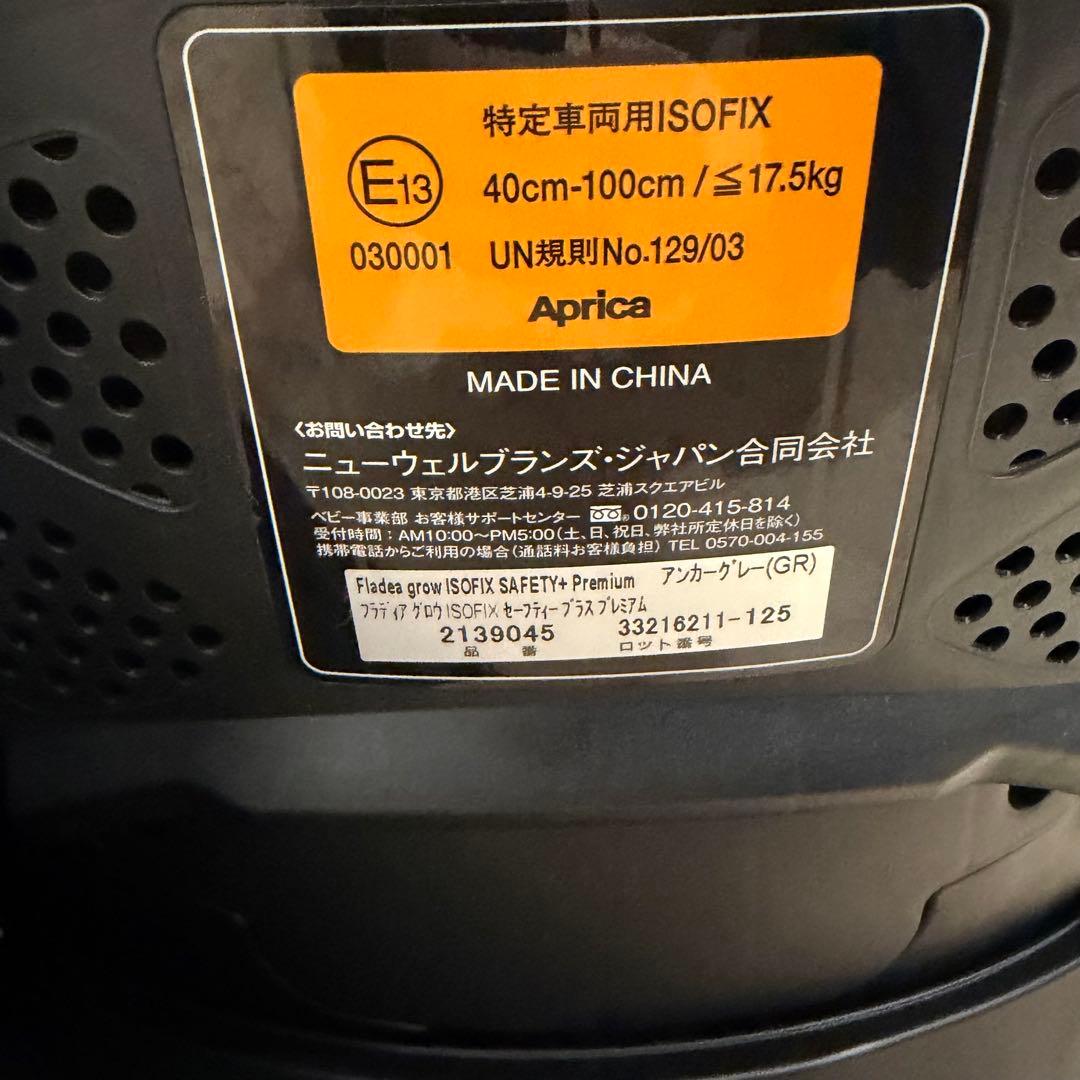 特定車両用ISOFIX
E13
40cm-100cm/≦17.5kg
030001 UN規則No.129/03
Aprica
MADE IN CHINA
〈お問い合わせ先〉
ニューウェルブランズ・ジャパン合同会社
〒108-0023 東京都港区芝浦4-9-25 芝浦スクエアビル
ベビー事業部 お客様サポートセンター 0120-415-814
受付時間：AM10:00〜PM5:00(土、日、祝日、弊社所定休日を除く)
携帯電話からご利用の場合(通話料お客様負担) TEL 0570-004-155
Fladea grow ISOFIX SAFETY+ Premium アンカーグレー(GR)
フラディア グロウ ISOFIX セーフティー プラス プレミアム
2139045 33216211-125
品 番 ロット番号